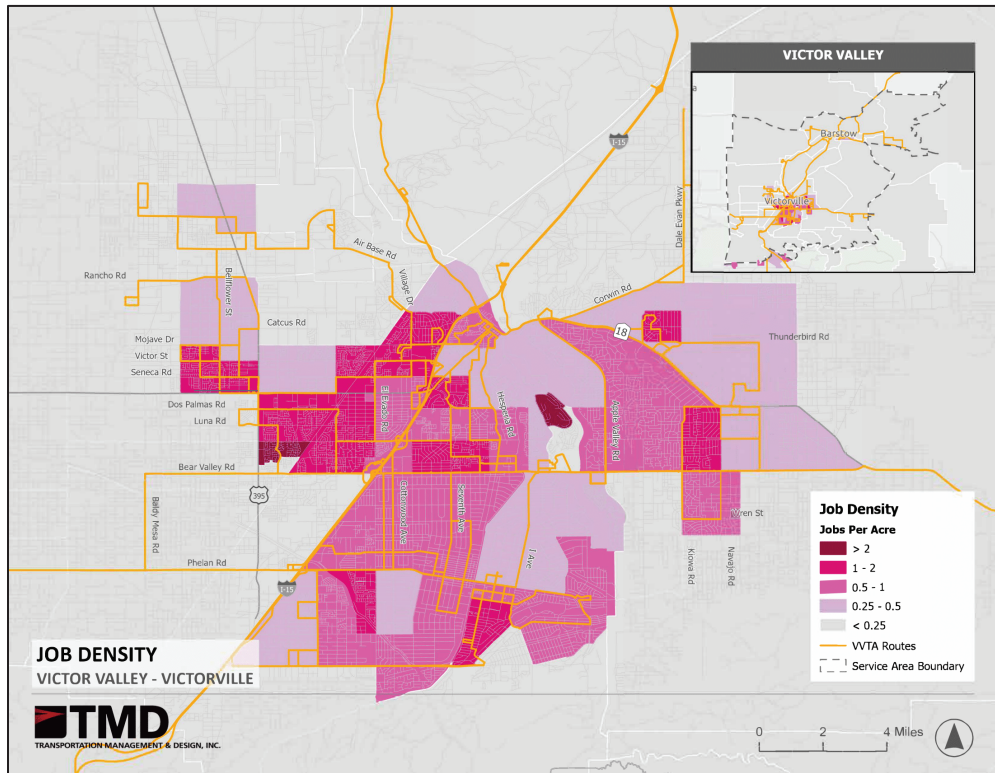 VICTOR VALLEY
Barstow
Victorville
I-15
Dale Evan Pkwy
Air Base Rd
Rancho Rd
Bellflower St
Village Dr
Corwin Rd
Catcus Rd
18
Thunderbird Rd
Mojave Dr
Victor St
Seneca Rd
El Evado Rd
Hesperia Rd
Apple Valley Rd
Dos Palmas Rd
Luna Rd
Bear Valley Rd
395
Baldy Mesa Rd
Cottonwood Ave
Seventh Ave
I Ave
Wren St
Kiowa Rd
Navajo Rd
Phelan Rd
I-15
Job Density
Jobs Per Acre
> 2
1 - 2
0.5 - 1
0.25 - 0.5
< 0.25
VVTA Routes
Service Area Boundary
JOB DENSITY
VICTOR VALLEY - VICTORVILLE
TMD
TRANSPORTATION MANAGEMENT & DESIGN, INC.
0 2 4 Miles